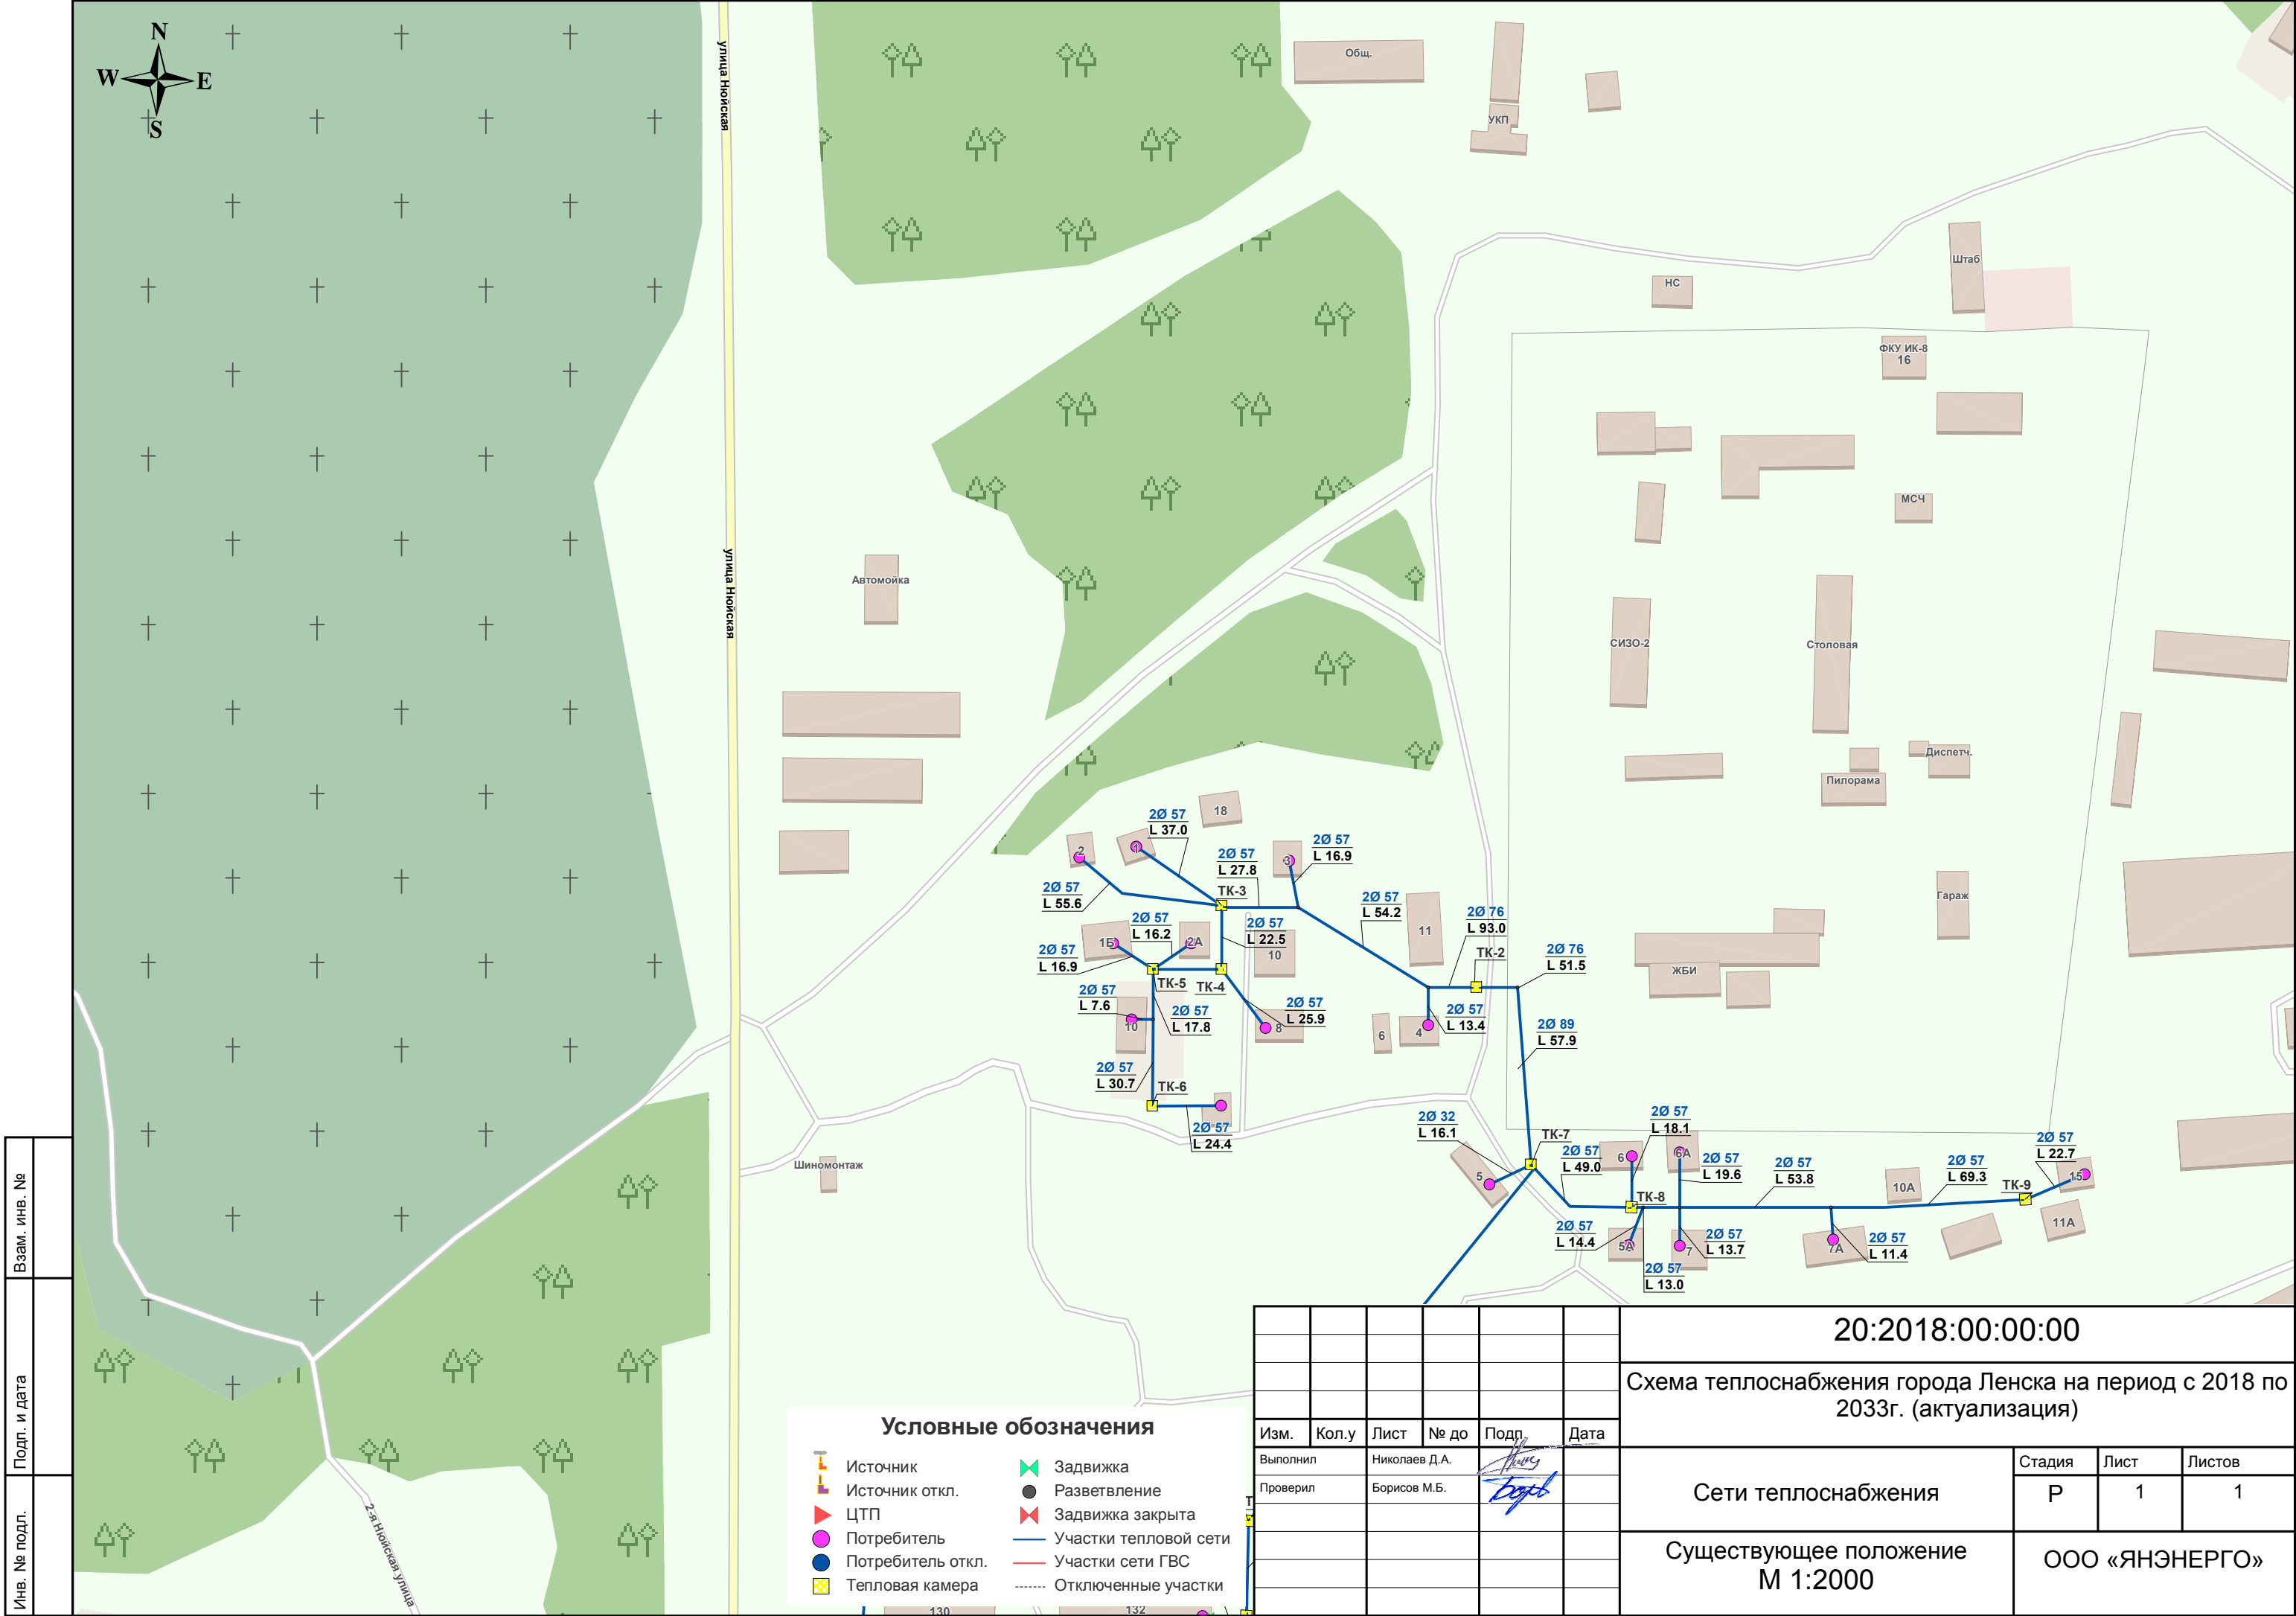 N
W
E
S
улица Нюйская
улица Нюйская
Общ.
УКП
НС
Штаб
ФКУ ИК-8
16
МСЧ
Автомойка
СИЗО-2
Столовая
Диспетч.
Пилорама
Гараж
ЖБИ
18
2Ø 57
L 37.0
2
1
3
2Ø 57
L 16.9
2Ø 57
L 27.8
2Ø 57
L 55.6
ТК-3
2Ø 57
L 54.2
11
2Ø 76
L 93.0
2Ø 57
L 16.2
2Ø 57
L 22.5
1Б
2А
10
2Ø 57
L 16.9
ТК-2
2Ø 76
L 51.5
ТК-5
ТК-4
2Ø 57
L 7.6
10
2Ø 57
L 17.8
2Ø 57
L 25.9
8
6
4
2Ø 57
L 13.4
2Ø 89
L 57.9
2Ø 57
L 30.7
ТК-6
2Ø 57
L 24.4
Шиномонтаж
2Ø 32
L 16.1
5
ТК-7
2Ø 57
L 49.0
2Ø 57
L 18.1
6
6А
2Ø 57
L 19.6
2Ø 57
L 53.8
10А
2Ø 57
L 69.3
2Ø 57
L 22.7
ТК-9
15
11А
ТК-8
2Ø 57
L 14.4
5А
7
2Ø 57
L 13.7
2Ø 57
L 13.0
7А
2Ø 57
L 11.4
2-я Нюйская улица
130
132
Т
Условные обозначения
Источник
Источник откл.
ЦТП
Потребитель
Потребитель откл.
Тепловая камера
Задвижка
Разветвление
Задвижка закрыта
Участки тепловой сети
Участки сети ГВС
Отключенные участки
Взам. инв. №
Подп. и дата
Инв. № подл.
20:2018:00:00:00
Схема теплоснабжения города Ленска на период с 2018 по
2033г. (актуализация)
Изм. Кол.у Лист № до Подп. Дата
Выполнил Николаев Д.А.
Проверил Борисов М.Б.
Сети теплоснабжения
Стадия Лист Листов
Р 1 1
Существующее положение
М 1:2000
ООО «ЯНЭНЕРГО»